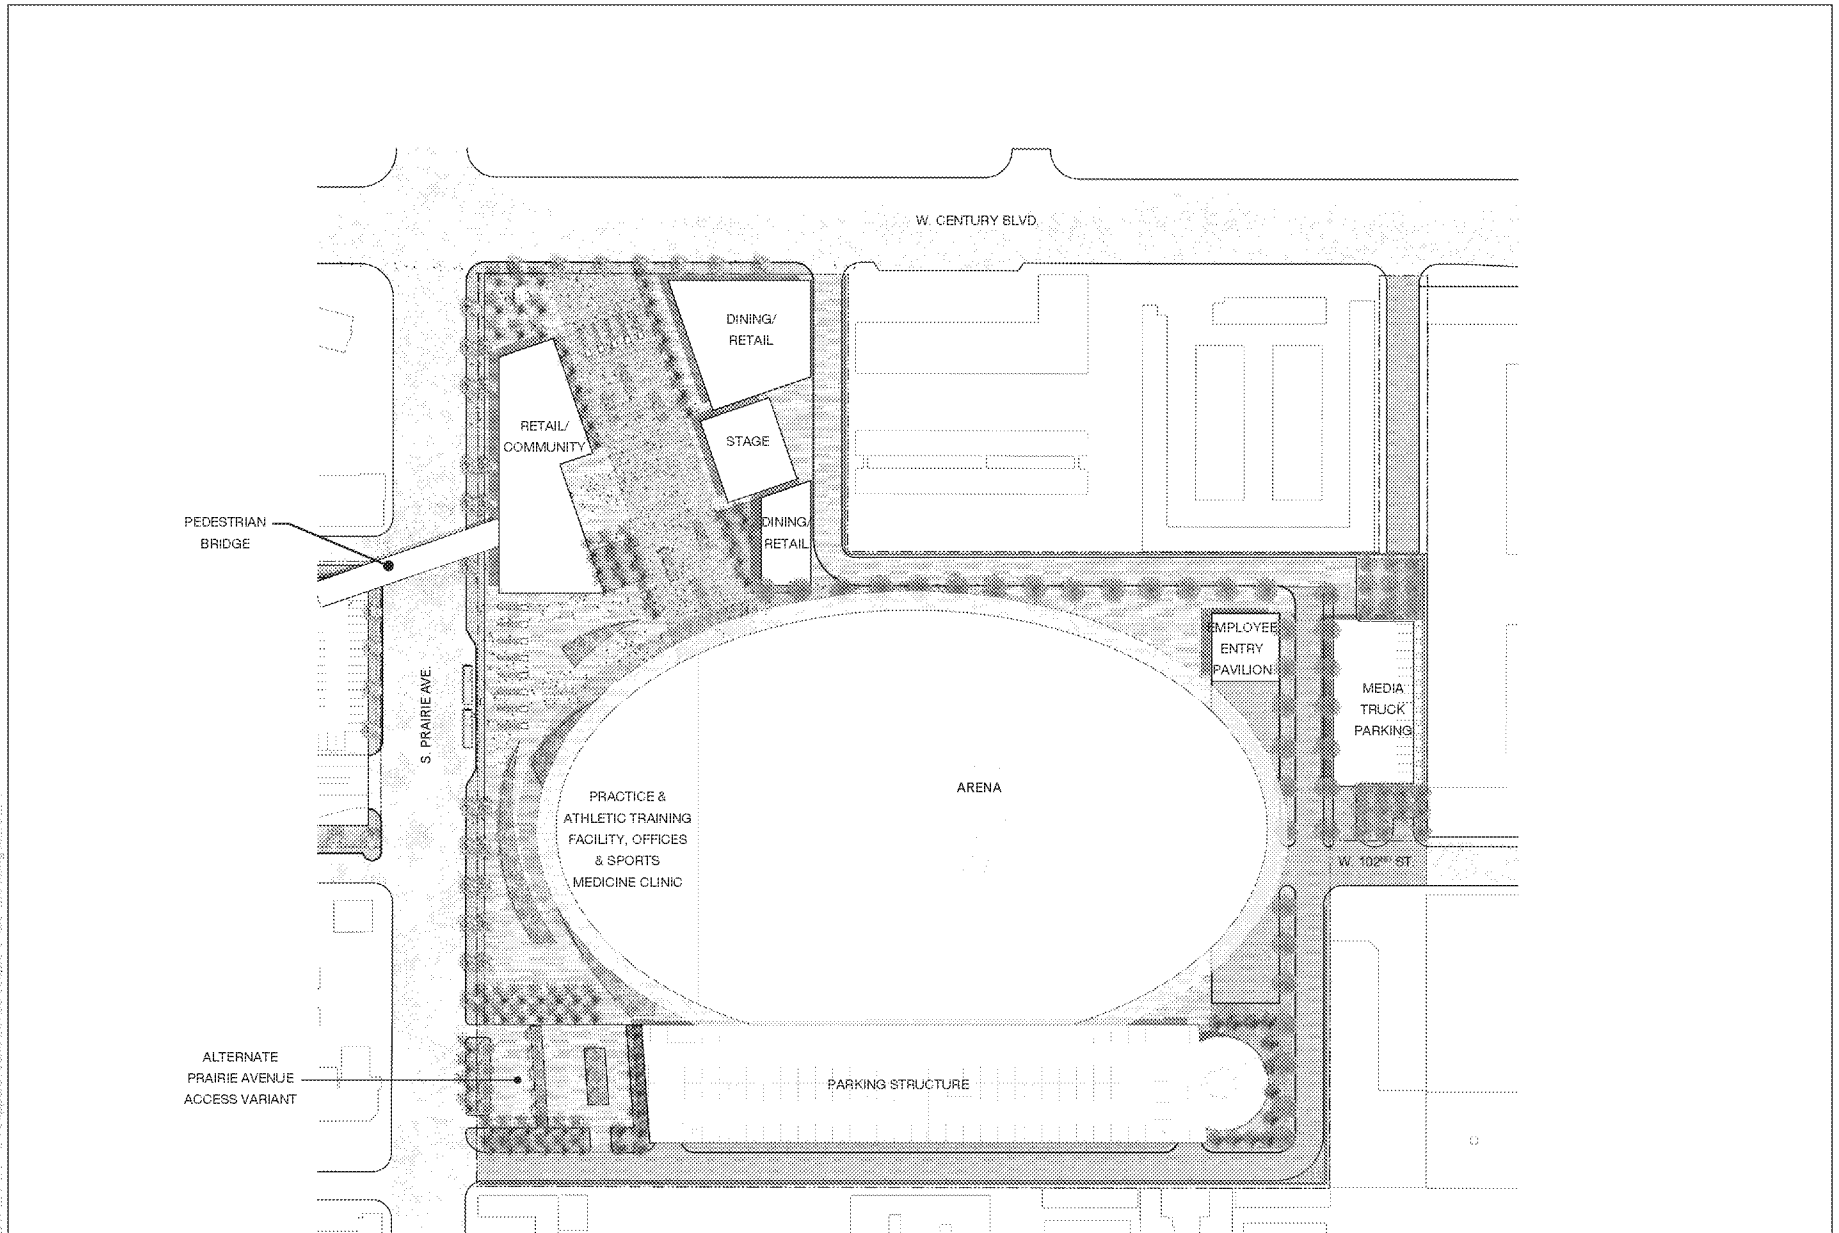 W. CENTURY BLVD.
DINING/
RETAIL
RETAIL/
COMMUNITY
STAGE
DINING/
RETAIL
PEDESTRIAN
BRIDGE
EMPLOYEE
ENTRY
PAVILION
S. PRAIRIE AVE.
MEDIA
TRUCK
PARKING
ARENA
PRACTICE &
ATHLETIC TRAINING
FACILITY, OFFICES
& SPORTS
MEDICINE CLINIC
W. 102ND ST.
ALTERNATE
PRAIRIE AVENUE
ACCESS VARIANT
PARKING STRUCTURE